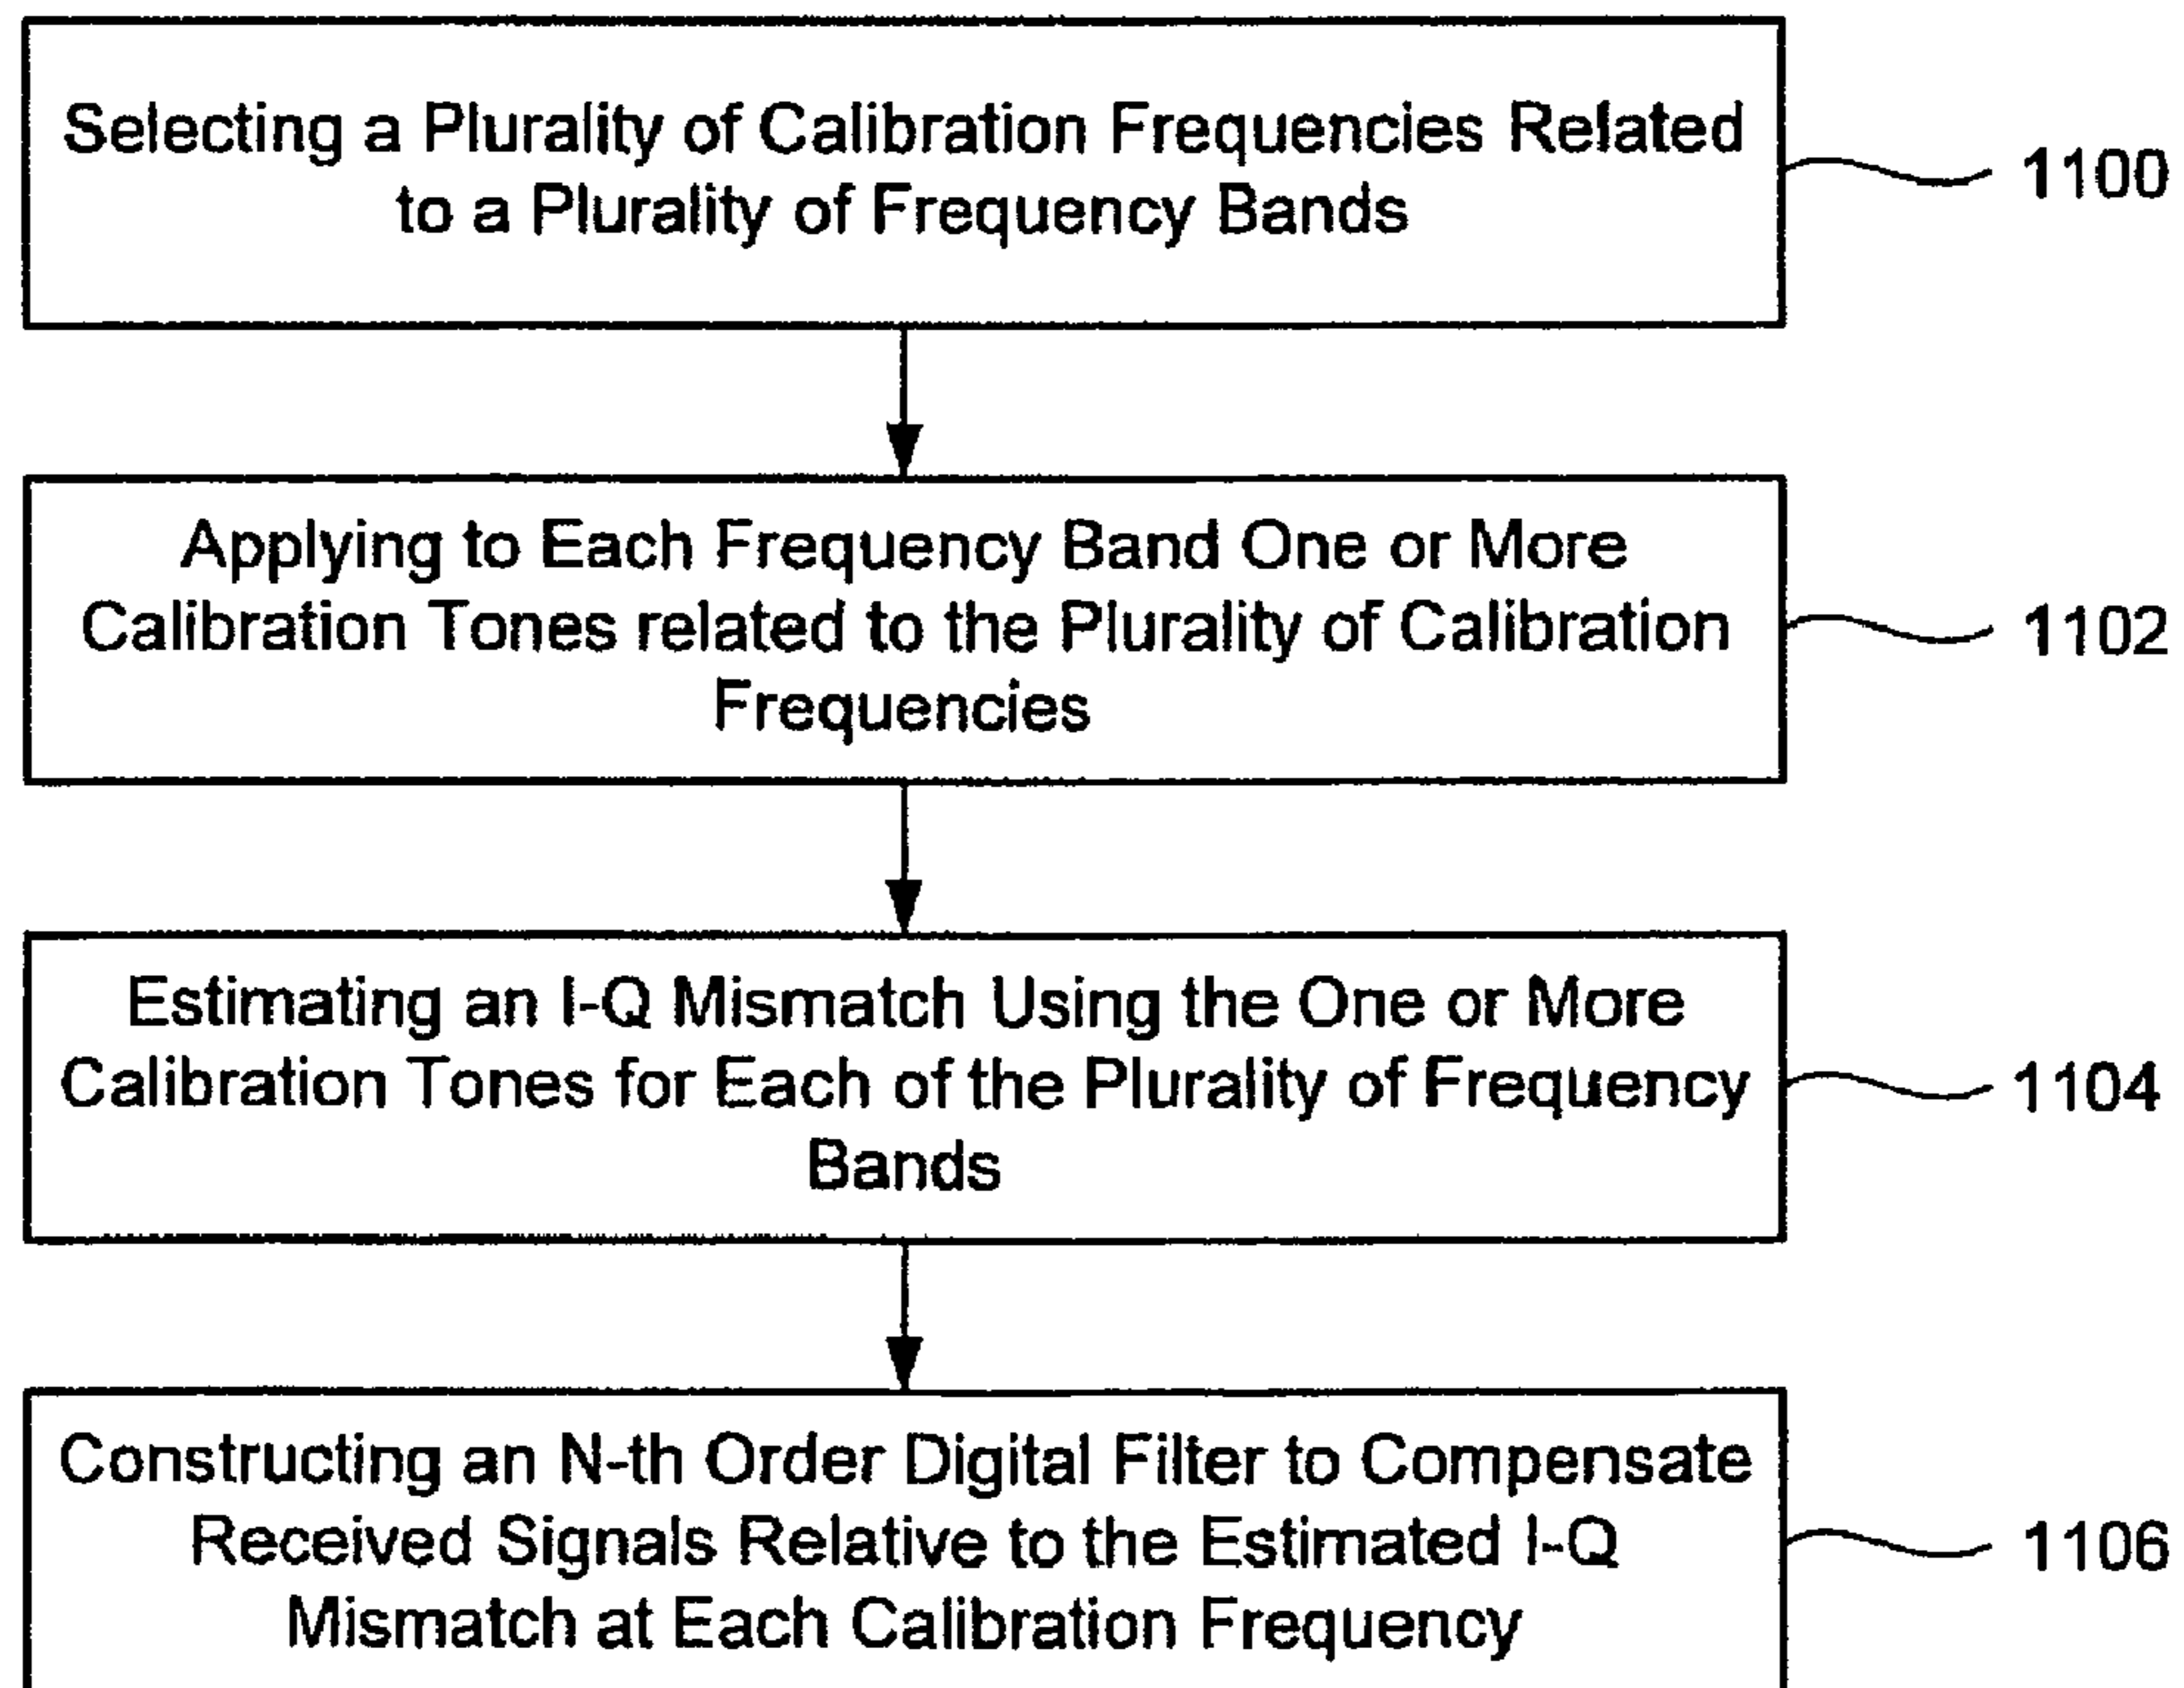 Selecting a Plurality of Calibration Frequencies Related
to a Plurality of Frequency Bands
1100
Applying to Each Frequency Band One or More
Calibration Tones related to the Plurality of Calibration
Frequencies
1102
Estimating an I-Q Mismatch Using the One or More
Calibration Tones for Each of the Plurality of Frequency
Bands
1104
Constructing an N-th Order Digital Filter to Compensate
Received Signals Relative to the Estimated I-Q
Mismatch at Each Calibration Frequency
1106